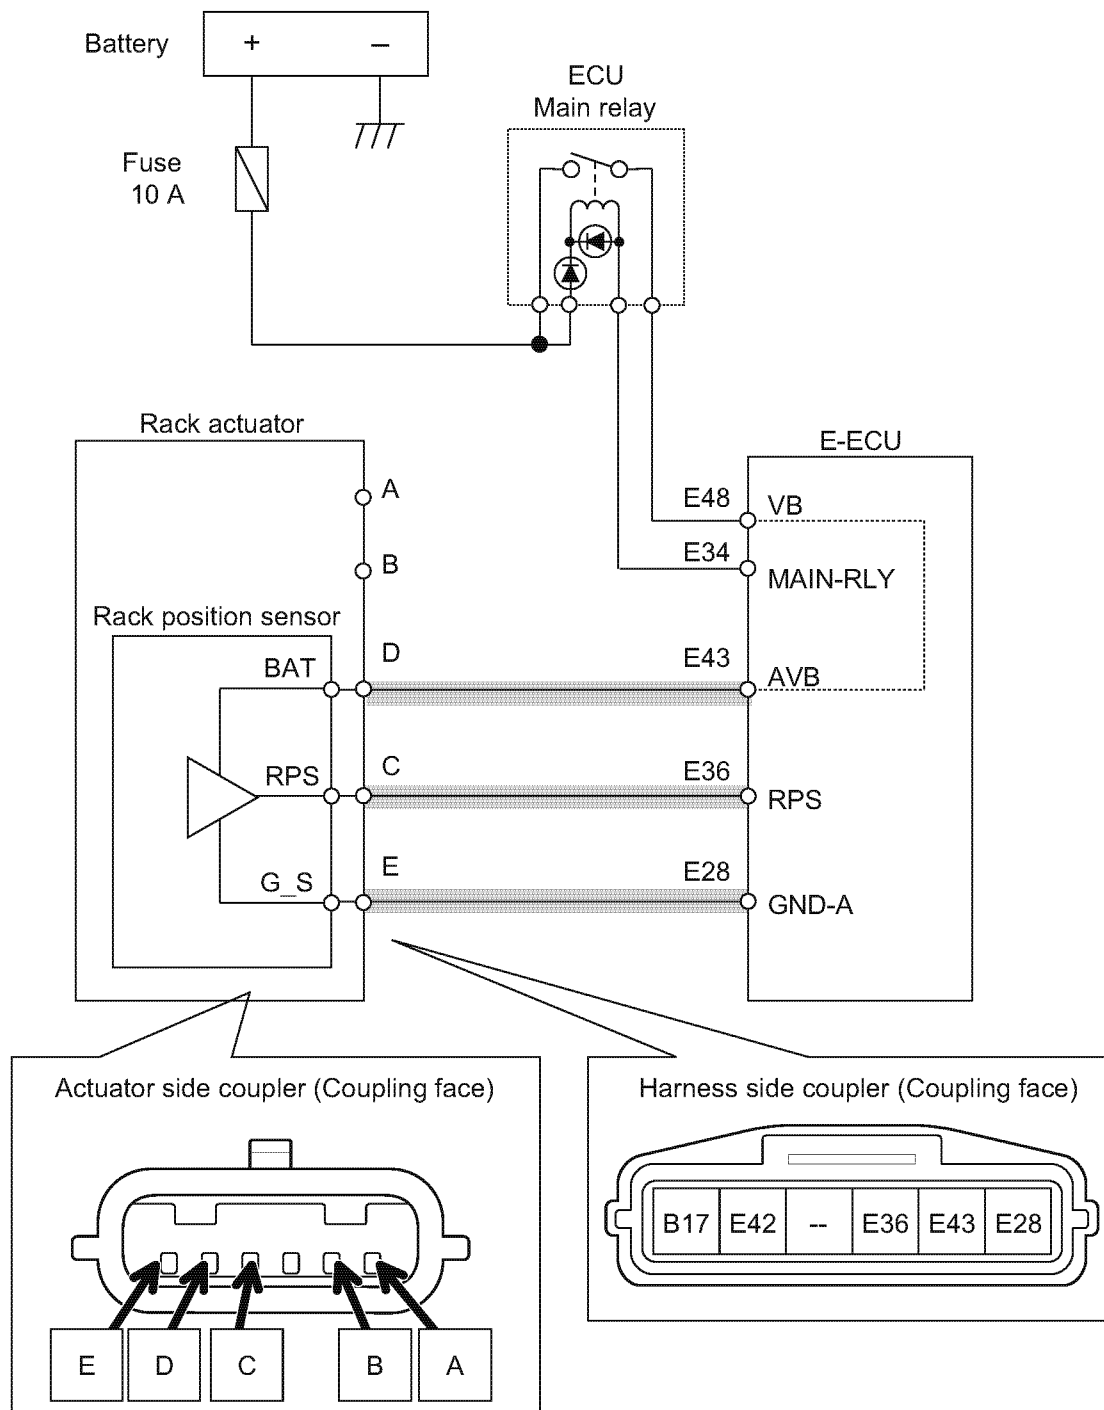 Battery
+ –
ECU
Main relay
Fuse
10 A
Rack actuator
E-ECU
A
E48
VB
B
E34
MAIN-RLY
Rack position sensor
BAT
D
E43
AVB
RPS
C
E36
RPS
G_S
E
E28
GND-A
Actuator side coupler (Coupling face)
E D C B A
Harness side coupler (Coupling face)
B17 E42 -- E36 E43 E28